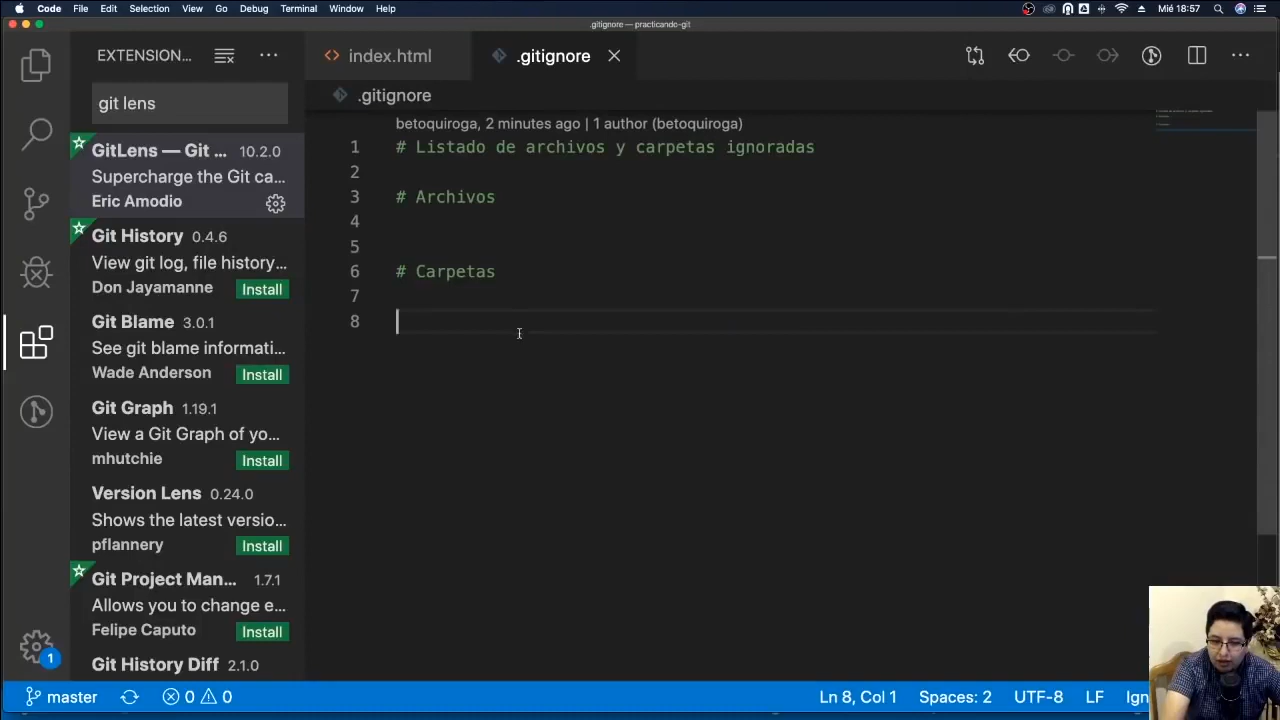 Code File Edit Selection View Go Debug Terminal Window Help Mié 18:57
.gitignore — practicando-git
EXTENSION...
index.html
.gitignore
git lens
.gitignore
GitLens — Git ... 10.2.0
Supercharge the Git ca...
Eric Amodio
Git History 0.4.6
View git log, file history...
Don Jayamanne Install
Git Blame 3.0.1
See git blame informati...
Wade Anderson Install
Git Graph 1.19.1
View a Git Graph of yo...
mhutchie Install
Version Lens 0.24.0
Shows the latest versio...
pflannery Install
Git Project Man... 1.7.1
Allows you to change e...
Felipe Caputo Install
Git History Diff 2.1.0
betoquiroga, 2 minutes ago | 1 author (betoquiroga)
1 # Listado de archivos y carpetas ignoradas
2
3 # Archivos
4
5
6 # Carpetas
7
8
1
master 0 0 Ln 8, Col 1 Spaces: 2 UTF-8 LF Ign